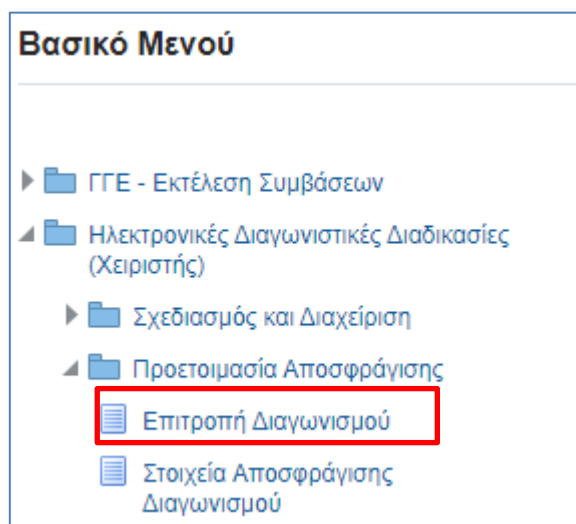 Βασικό Μενού
ΓΓΕ - Εκτέλεση Συμβάσεων
Ηλεκτρονικές Διαγωνιστικές Διαδικασίες
(Χειριστής)
Σχεδιασμός και Διαχείριση
Προετοιμασία Αποσφράγισης
Επιτροπή Διαγωνισμού
Στοιχεία Αποσφράγισης
Διαγωνισμού